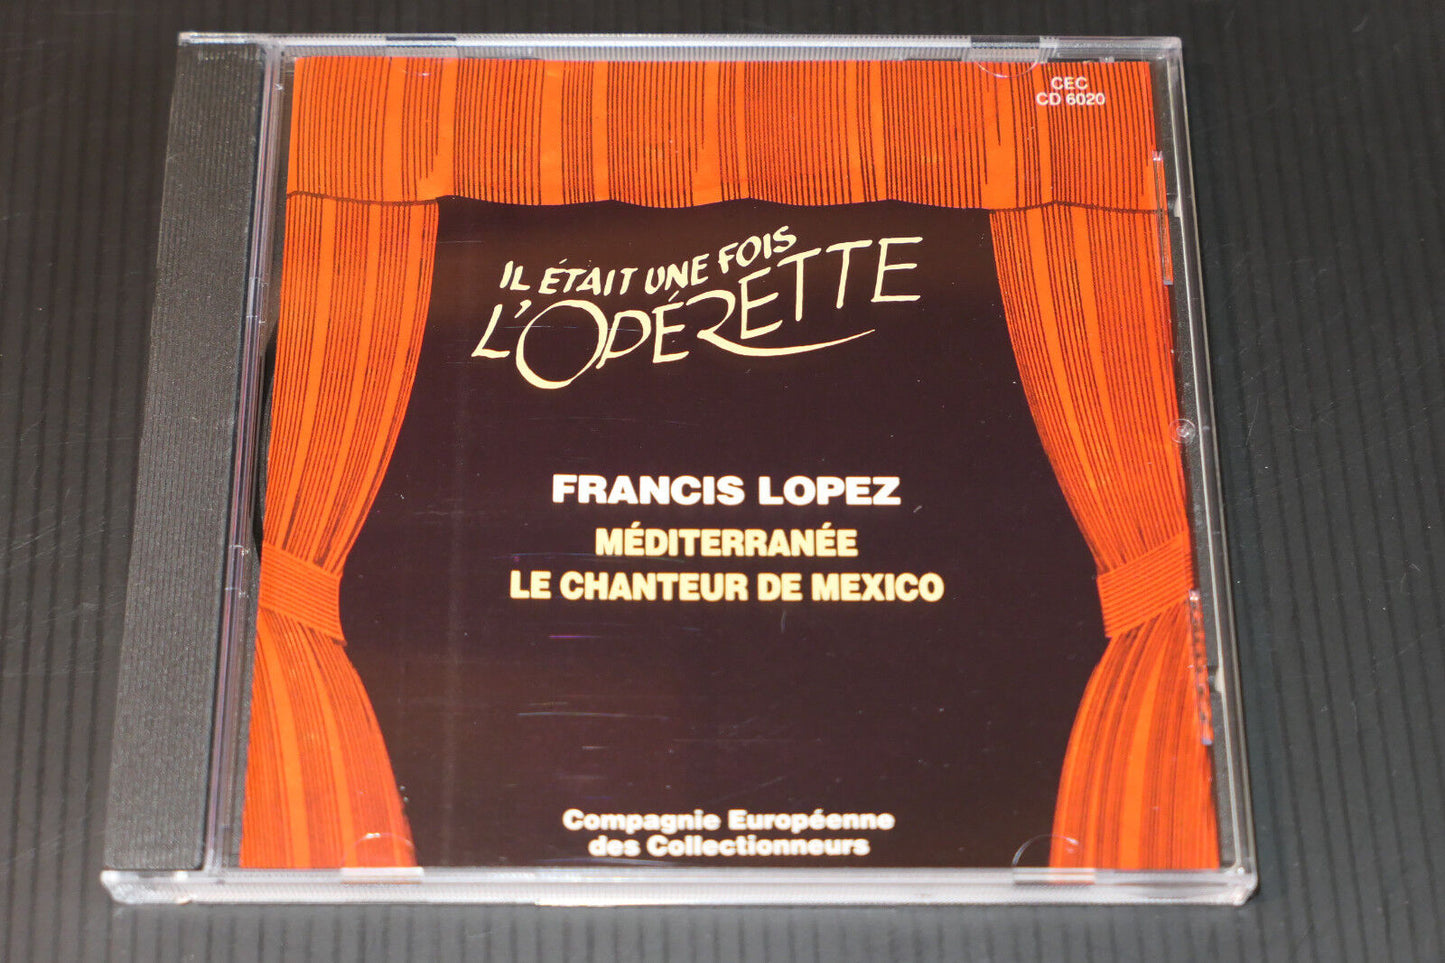 CEC
CD 6020
IL ÉTAIT UNE FOIS
L'OPÉRETTE
FRANCIS LOPEZ
MÉDITERRANÉE
LE CHANTEUR DE MEXICO
Compagnie Européenne
des Collectionneurs